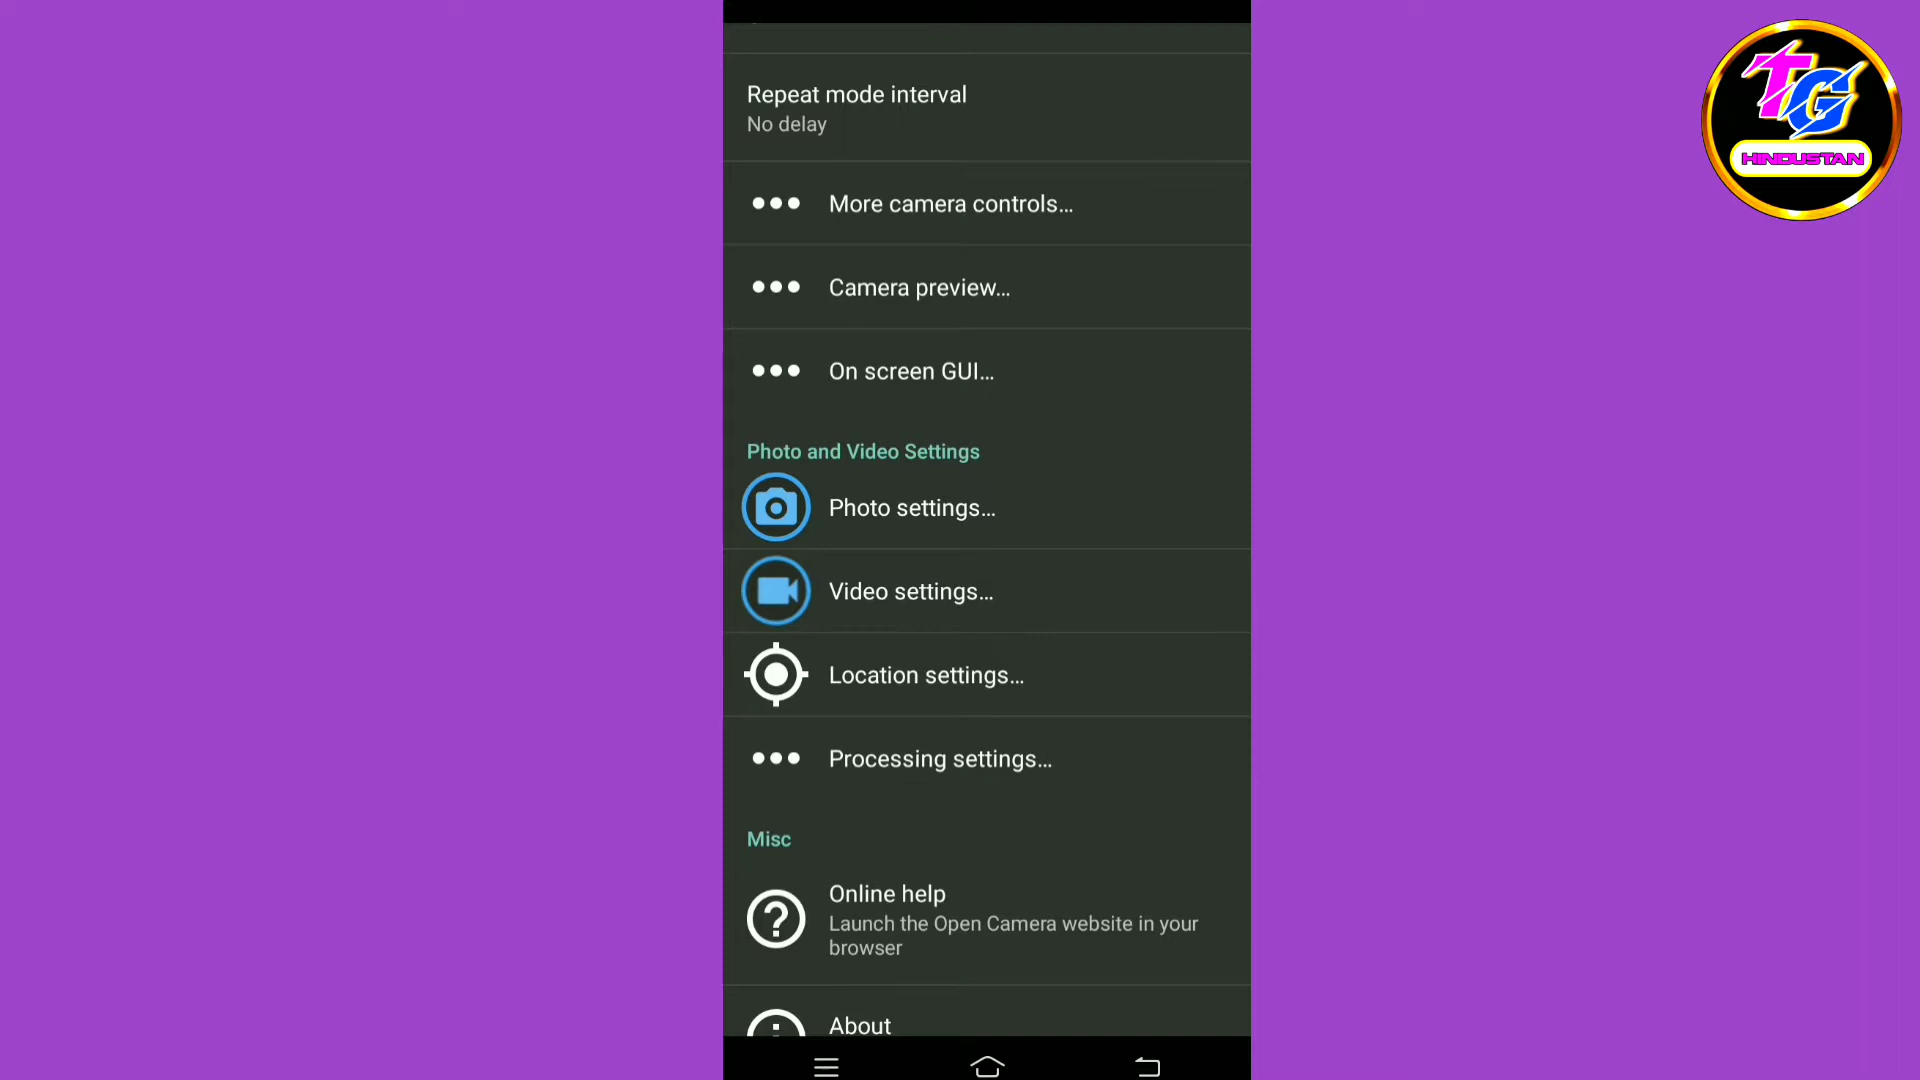 Repeat mode interval
No delay
More camera controls...
Camera preview...
On screen GUI...
Photo and Video Settings
Photo settings...
Video settings...
Location settings...
Processing settings...
Misc
Online help
Launch the Open Camera website in your
browser
About
TG
HINDUSTAN